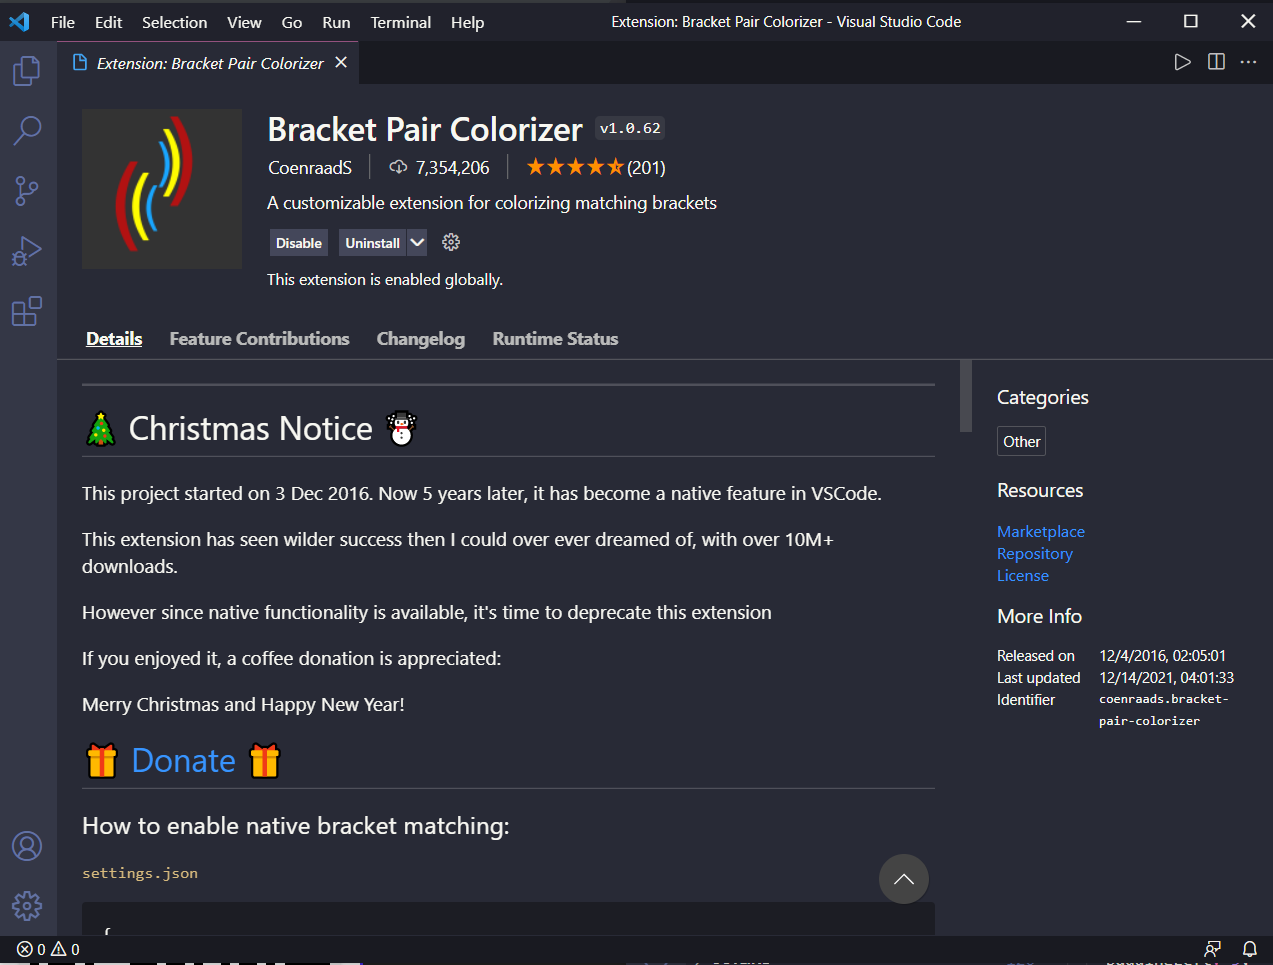 File Edit Selection View Go Run Terminal Help Extension: Bracket Pair Colorizer - Visual Studio Code
Extension: Bracket Pair Colorizer
Bracket Pair Colorizer v1.0.62
CoenraadS 7,354,206 (201)
A customizable extension for colorizing matching brackets
Disable Uninstall
This extension is enabled globally.
Details Feature Contributions Changelog Runtime Status
🎄 Christmas Notice ☃
This project started on 3 Dec 2016. Now 5 years later, it has become a native feature in VSCode.
This extension has seen wilder success then I could over ever dreamed of, with over 10M+
downloads.
However since native functionality is available, it's time to deprecate this extension
If you enjoyed it, a coffee donation is appreciated:
Merry Christmas and Happy New Year!
🎁 Donate 🎁
How to enable native bracket matching:
settings.json
{
Categories
Other
Resources
Marketplace
Repository
License
More Info
Released on 12/4/2016, 02:05:01
Last updated 12/14/2021, 04:01:33
Identifier coenraads.bracket-
pair-colorizer
0 0